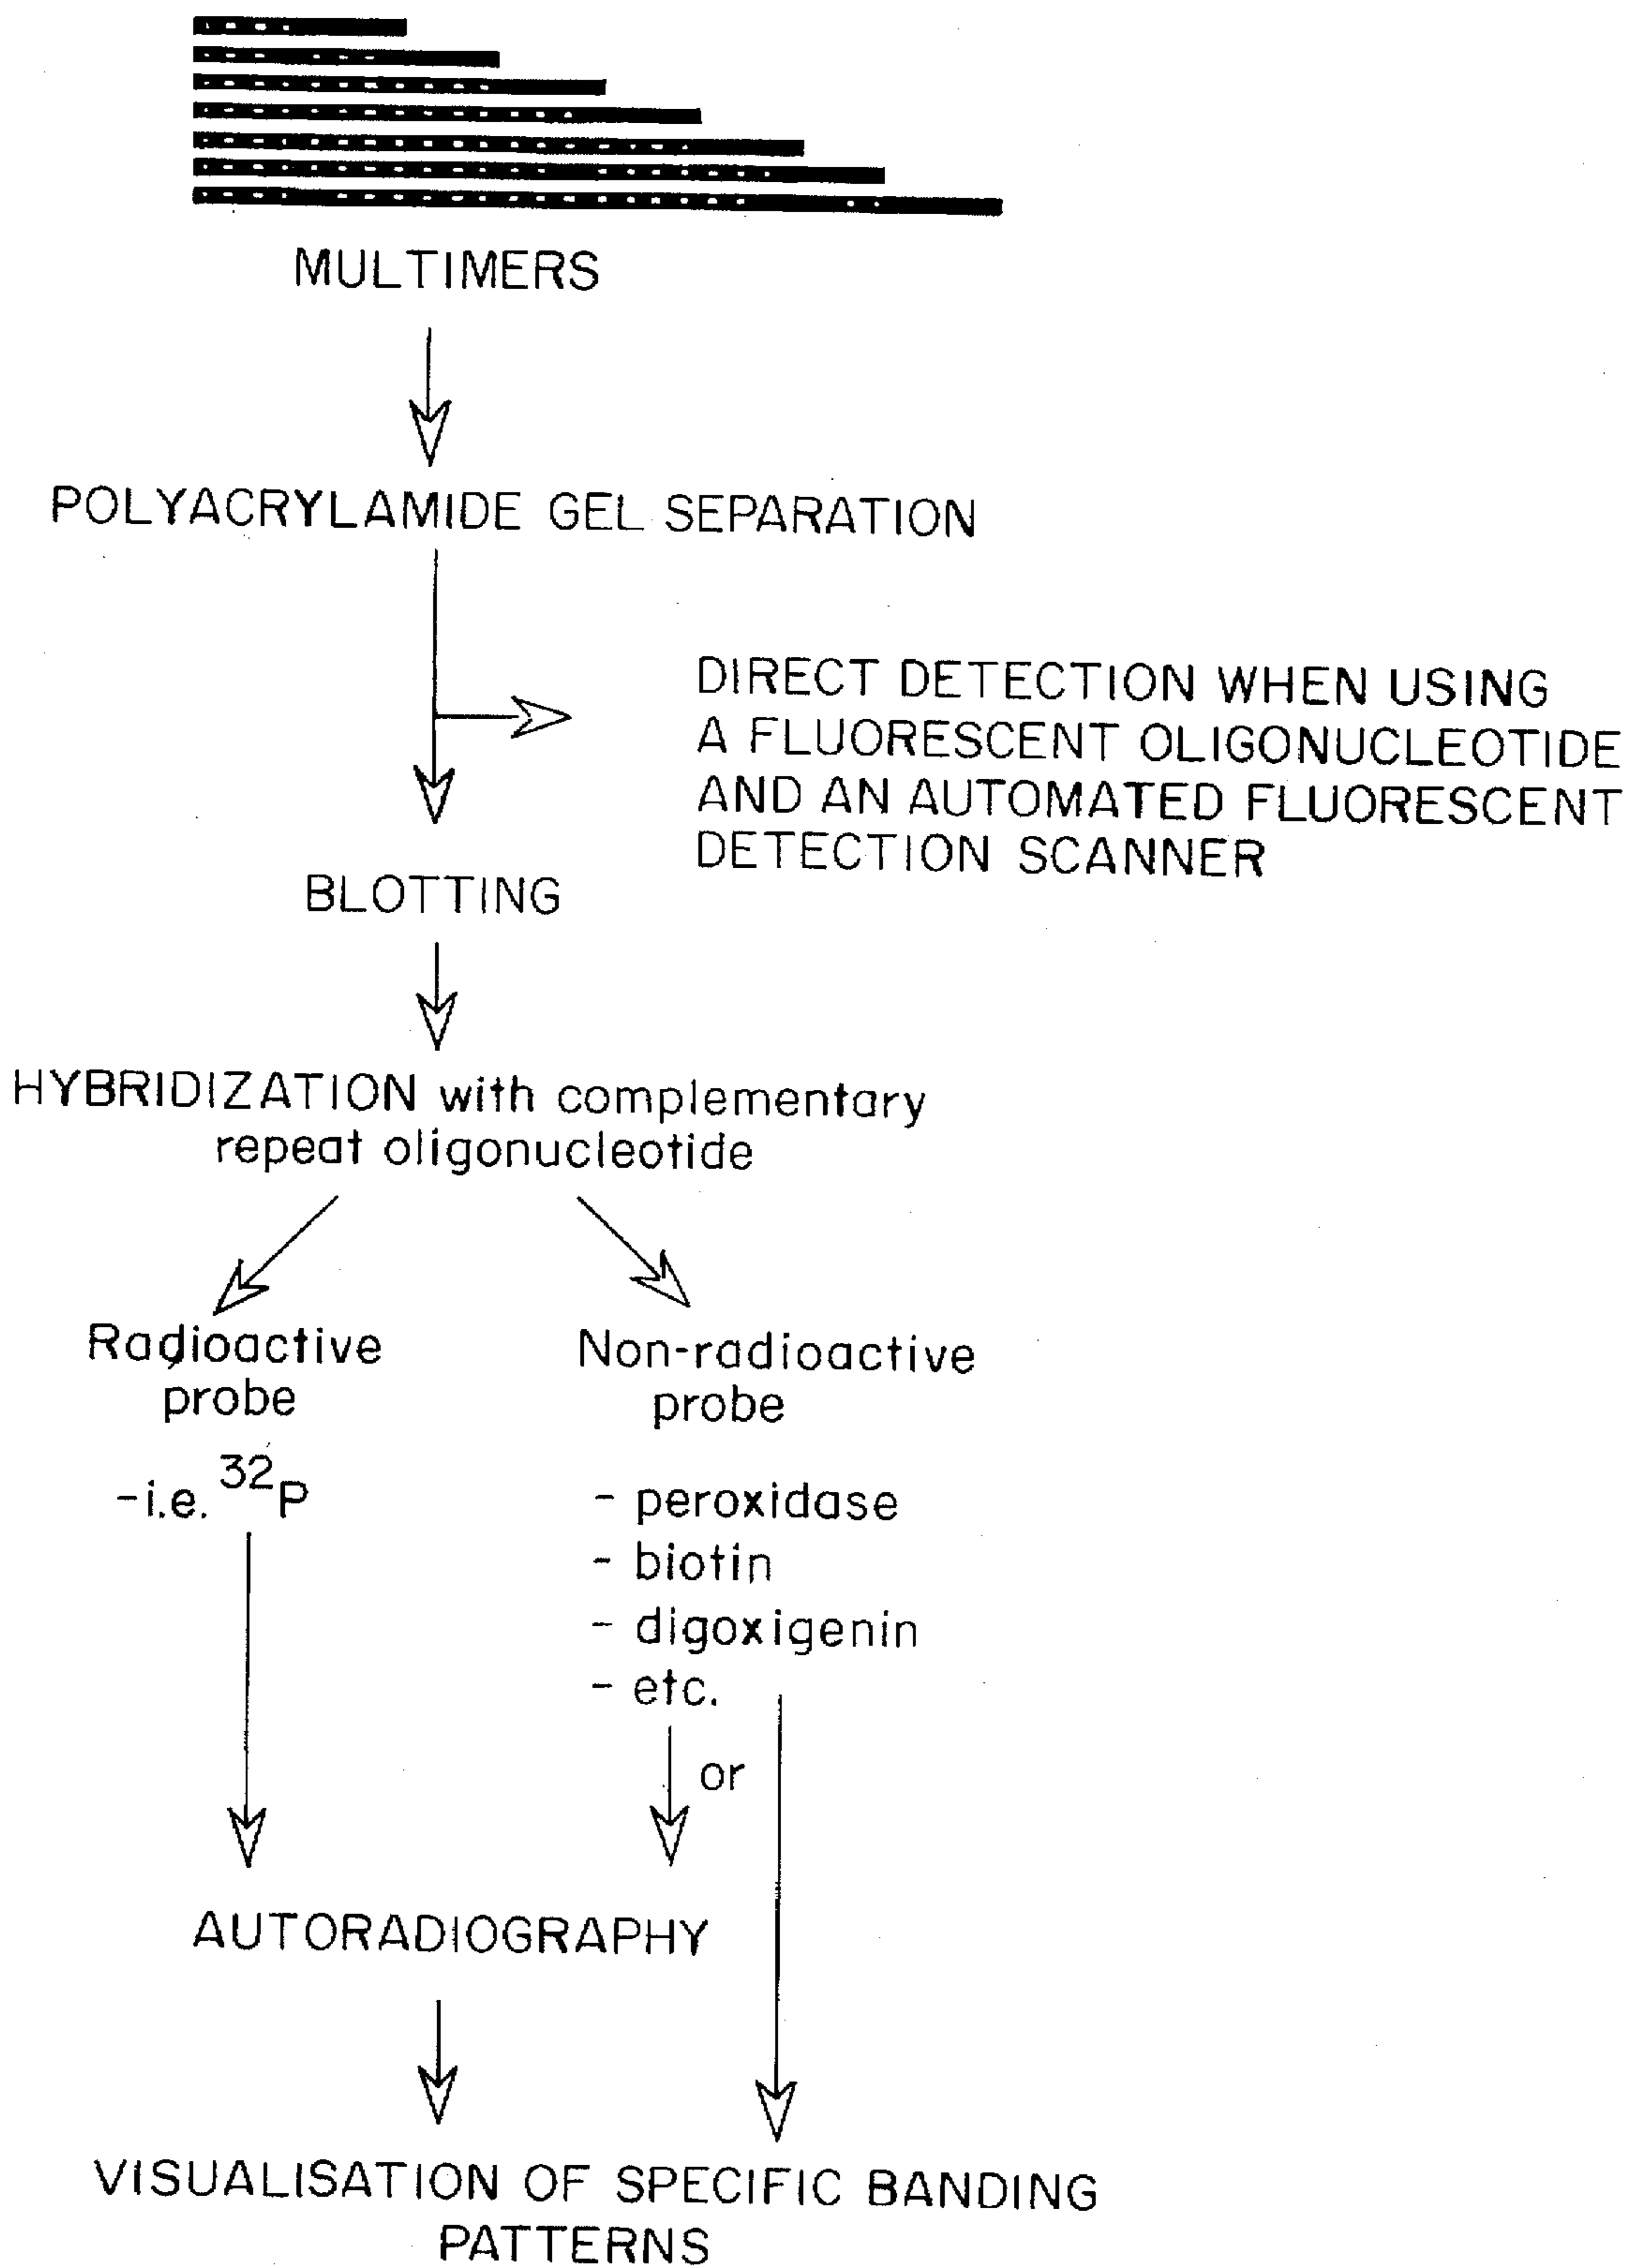 MULTIMERS
POLYACRYLAMIDE GEL SEPARATION
DIRECT DETECTION WHEN USING
A FLUORESCENT OLIGONUCLEOTIDE
AND AN AUTOMATED FLUORESCENT
DETECTION SCANNER
BLOTTING
HYBRIDIZATION with complementary
repeat oligonucleotide
Radioactive
probe
-i.e. ³²P
Non-radioactive
probe
- peroxidase
- biotin
- digoxigenin
- etc.
or
AUTORADIOGRAPHY
VISUALISATION OF SPECIFIC BANDING
PATTERNS